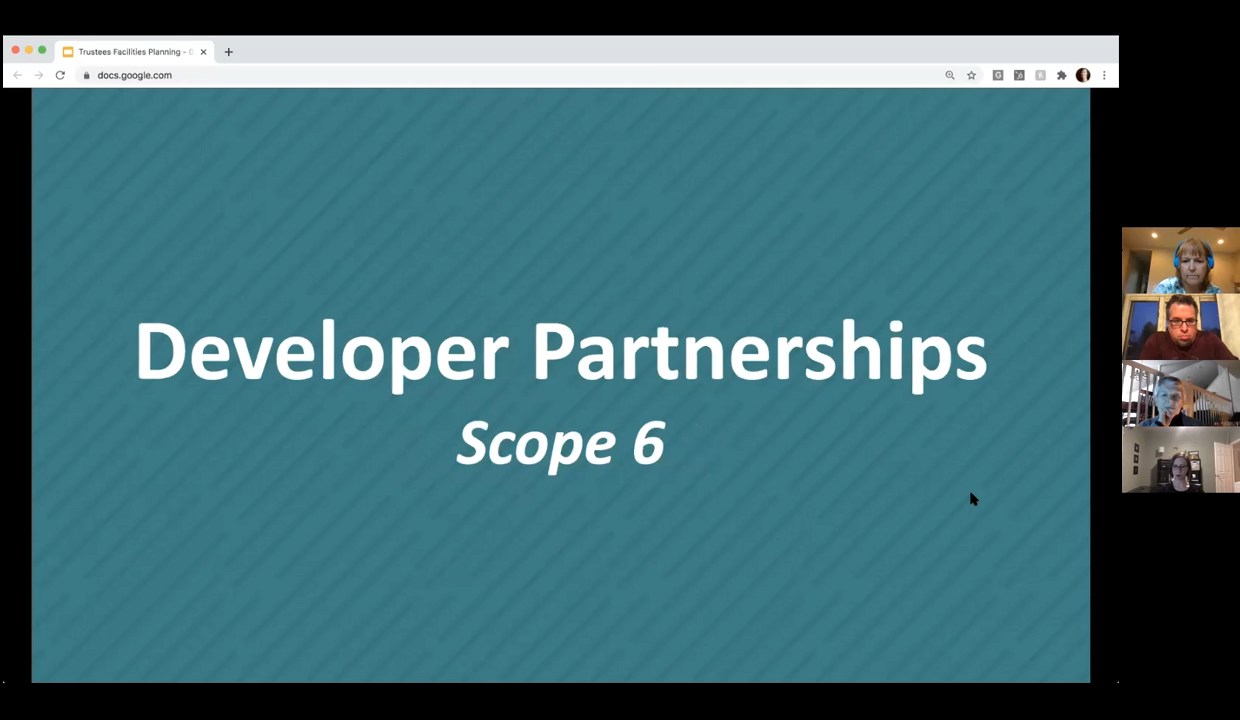 Trustees Facilities Planning -
docs.google.com
Developer Partnerships
Scope 6